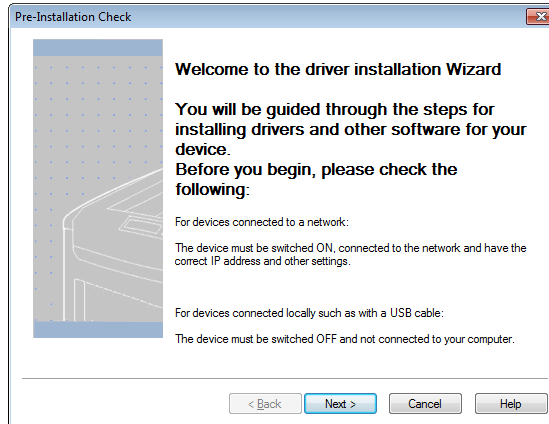 Pre-Installation Check
Welcome to the driver installation Wizard
You will be guided through the steps for
installing drivers and other software for your
device.
Before you begin, please check the
following:
For devices connected to a network:
The device must be switched ON, connected to the network and have the
correct IP address and other settings.
For devices connected locally such as with a USB cable:
The device must be switched OFF and not connected to your computer.
< Back
Next >
Cancel
Help